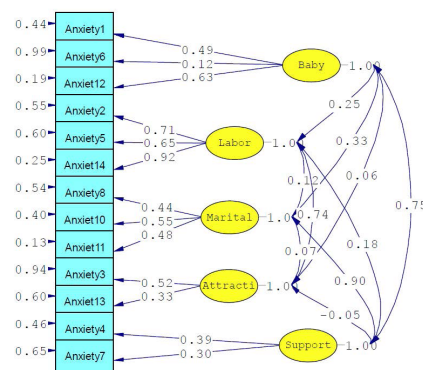 0.44 Anxiety1
0.49
0.99 Anxiety6
0.12
Baby 1.00
0.19 Anxiet12
0.63
0.25
0.55 Anxiety2
0.71
0.60 Anxiety5
0.65
Labor 1.00
0.33
0.25 Anxiet14
0.92
0.06
0.12
0.75
0.54 Anxiety8
0.44
0.74
0.40 Anxiet10
0.55
Marital 1.00
0.13 Anxiet11
0.48
0.18
0.07
0.94 Anxiety3
0.52
Attracti 1.00
0.90
0.60 Anxiet13
0.33
-0.05
0.46 Anxiety4
0.39
Support 1.00
0.65 Anxiety7
0.30